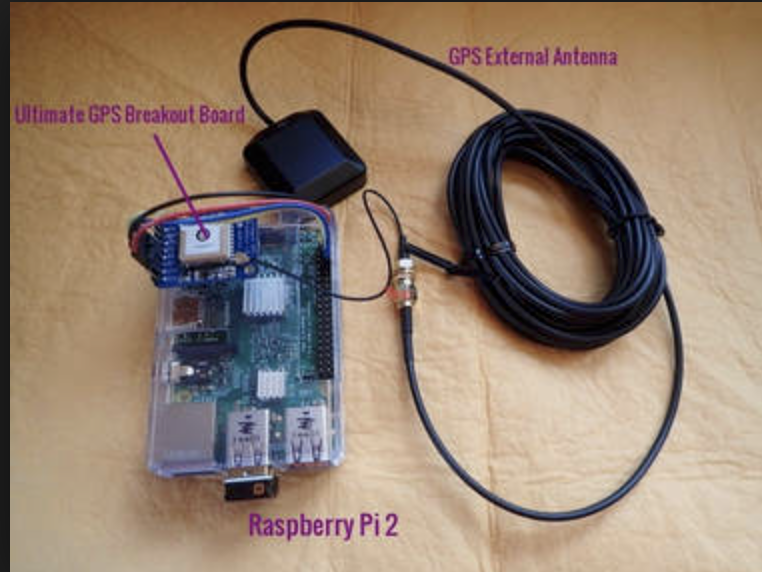 GPS External Antenna
Ultimate GPS Breakout Board
Raspberry Pi 2